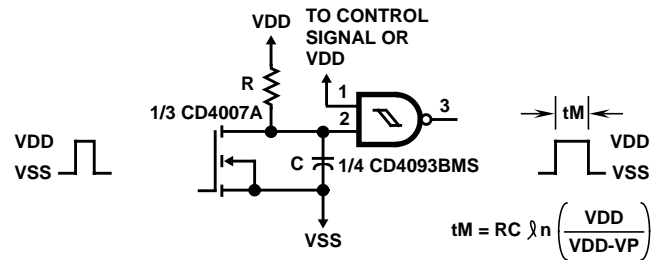 VDD
TO CONTROL
SIGNAL OR
VDD
R
1
3
1/3 CD4007A
2
tM
VDD
VSS
C
1/4 CD4093BMS
VDD
VSS
VSS
tM = RC ln (VDD / VDD-VP)